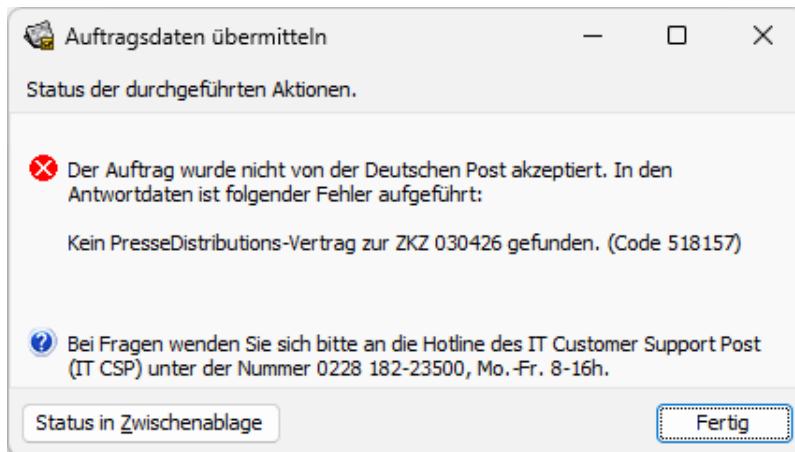 Auftragsdaten übermitteln
Status der durchgeführten Aktionen.
Der Auftrag wurde nicht von der Deutschen Post akzeptiert. In den
Antwortdaten ist folgender Fehler aufgeführt:
Kein PresseDistributions-Vertrag zur ZKZ 030426 gefunden. (Code 518157)
Bei Fragen wenden Sie sich bitte an die Hotline des IT Customer Support Post
(IT CSP) unter der Nummer 0228 182-23500, Mo.-Fr. 8-16h.
Status in Zwischenablage
Fertig